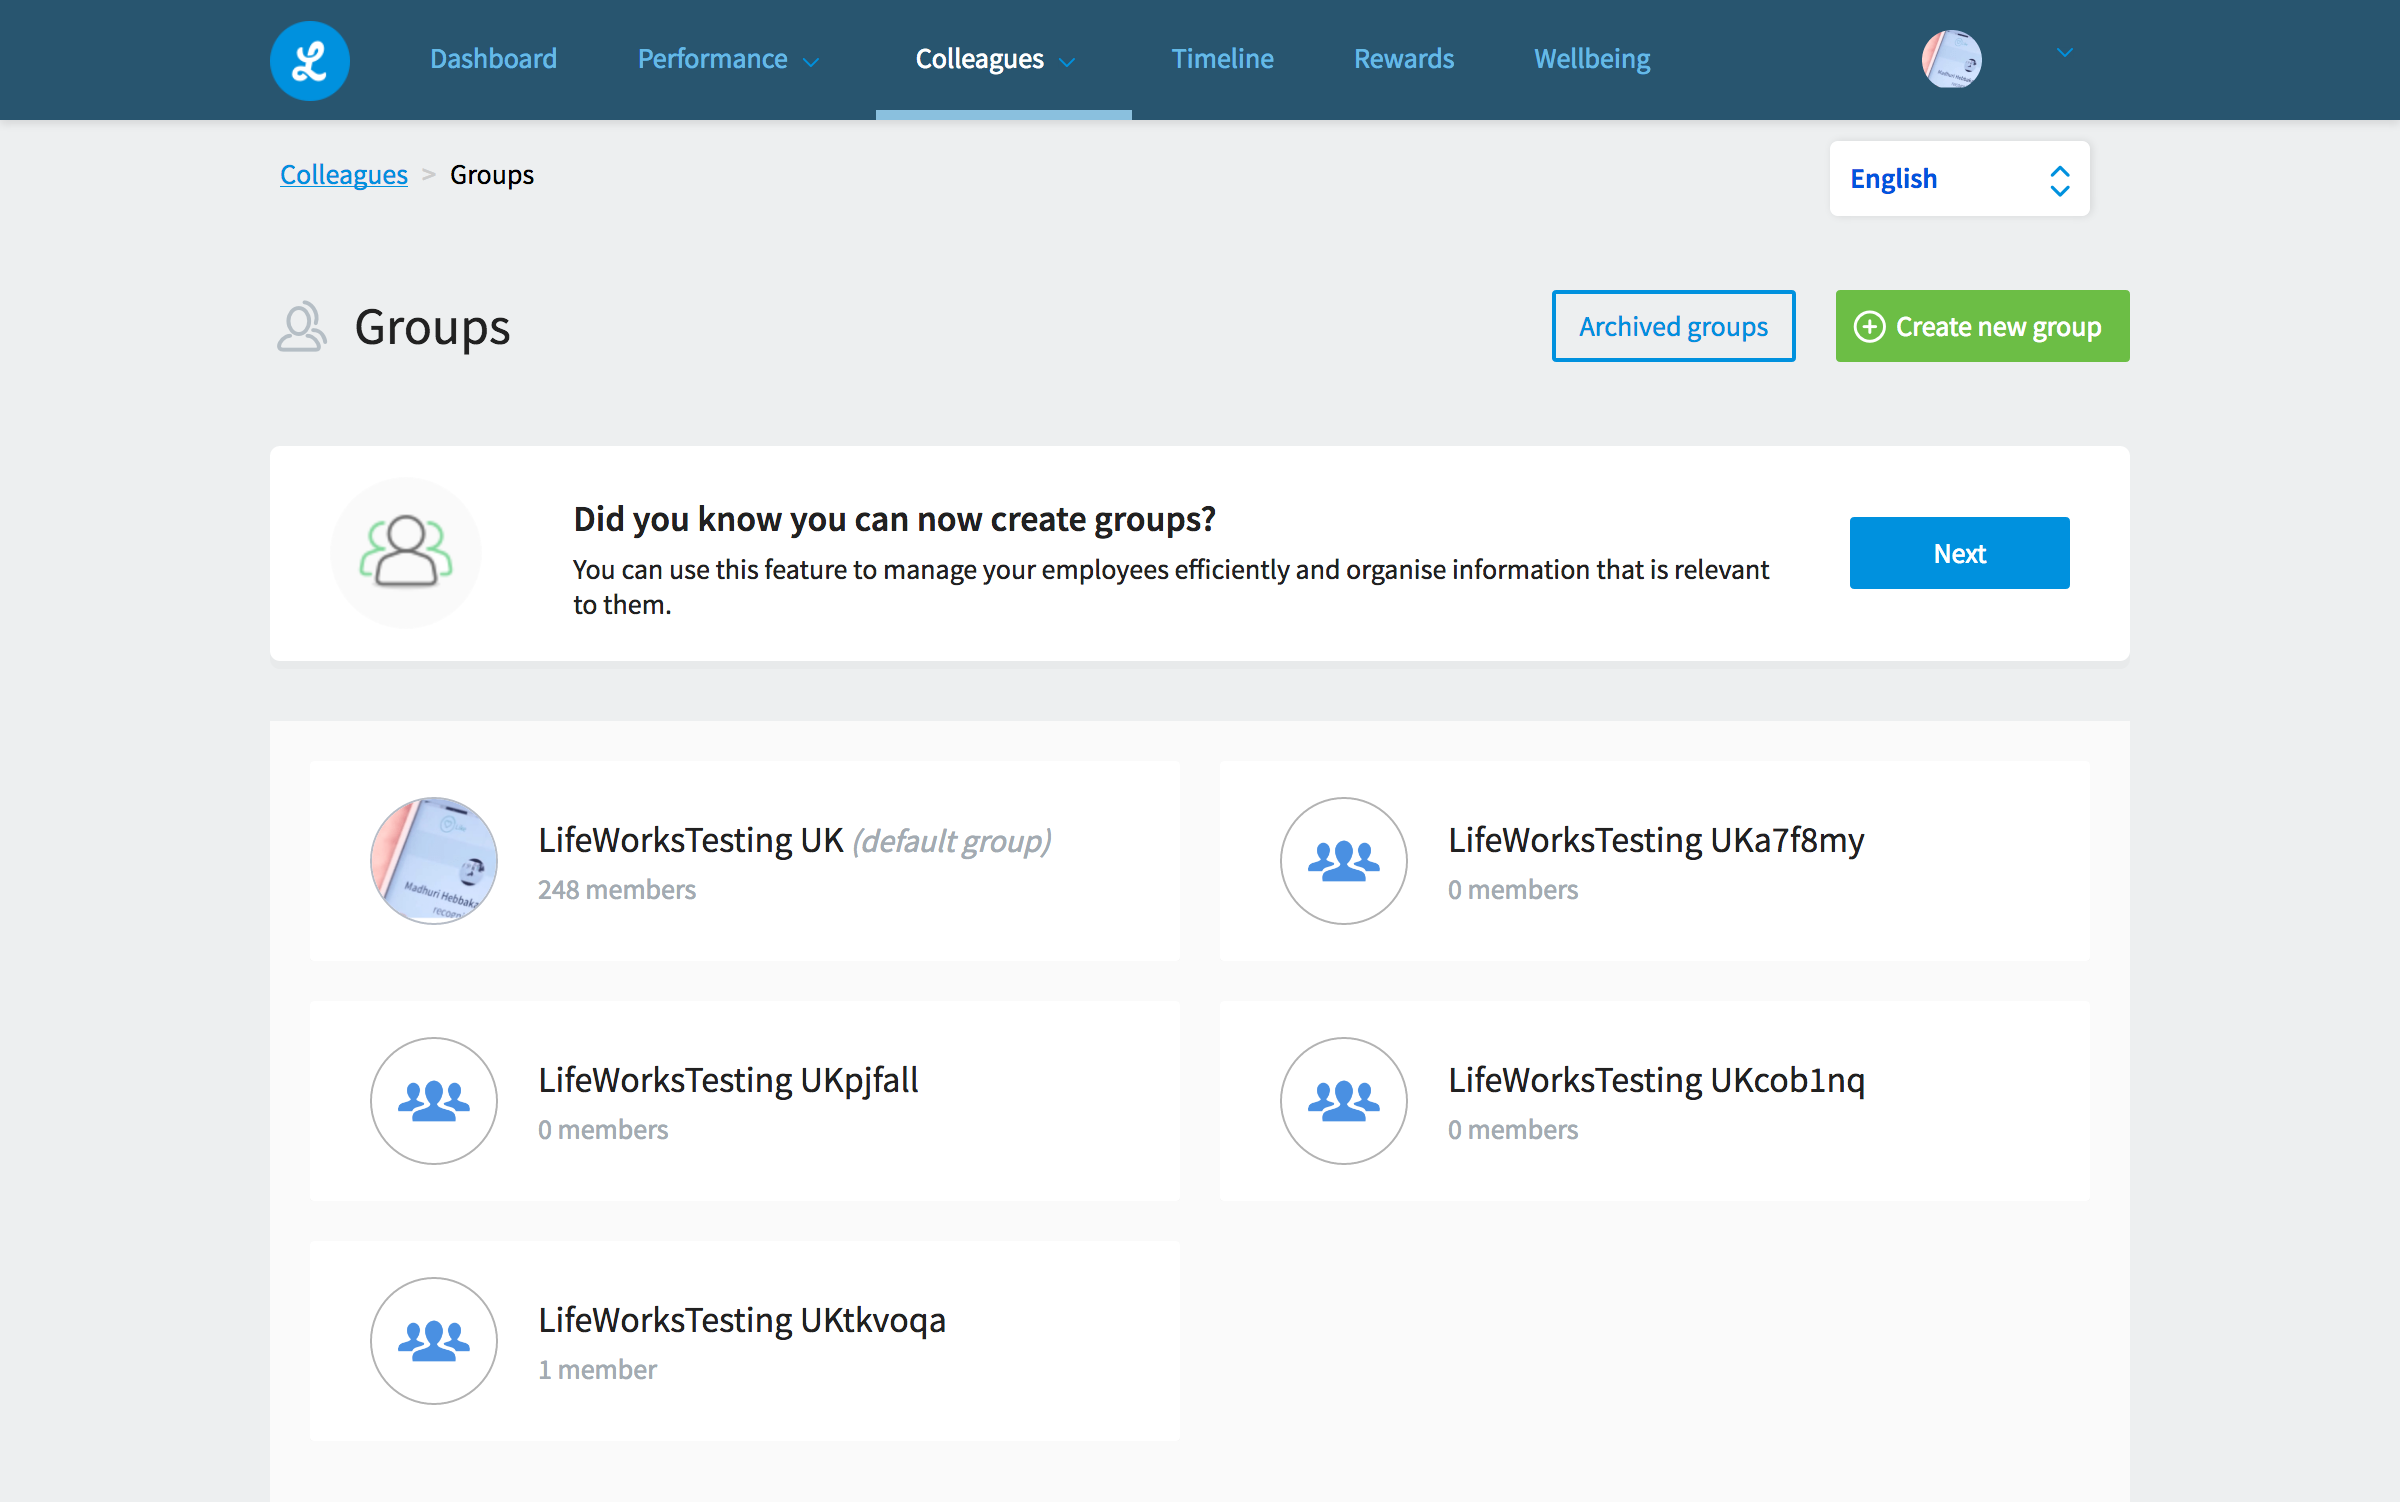 Dashboard Performance Colleagues Timeline Rewards Wellbeing
Colleagues > Groups
English
Groups
Archived groups
Create new group
Did you know you can now create groups?
You can use this feature to manage your employees efficiently and organise information that is relevant
to them.
Next
LifeWorksTesting UK (default group)
248 members
Madhuri Hebbaka
LifeWorksTesting UKa7f8my
0 members
LifeWorksTesting UKpjfall
0 members
LifeWorksTesting UKcob1nq
0 members
LifeWorksTesting UKtkvoqa
1 member